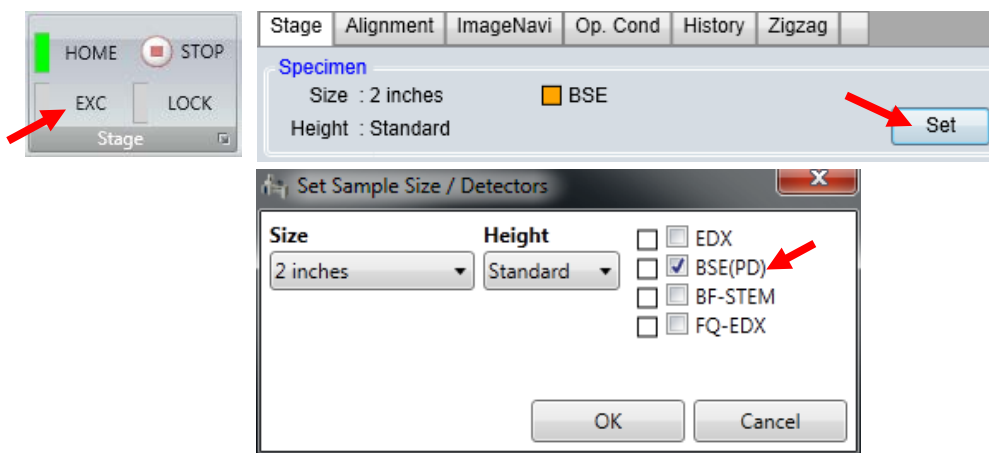 HOME STOP
EXC LOCK
Stage
Stage Alignment ImageNavi Op. Cond History Zigzag
Specimen
Size : 2 inches BSE
Height : Standard
Set
Set Sample Size / Detectors
Size Height
EDX
2 inches Standard BSE(PD)
BF-STEM
FQ-EDX
OK Cancel